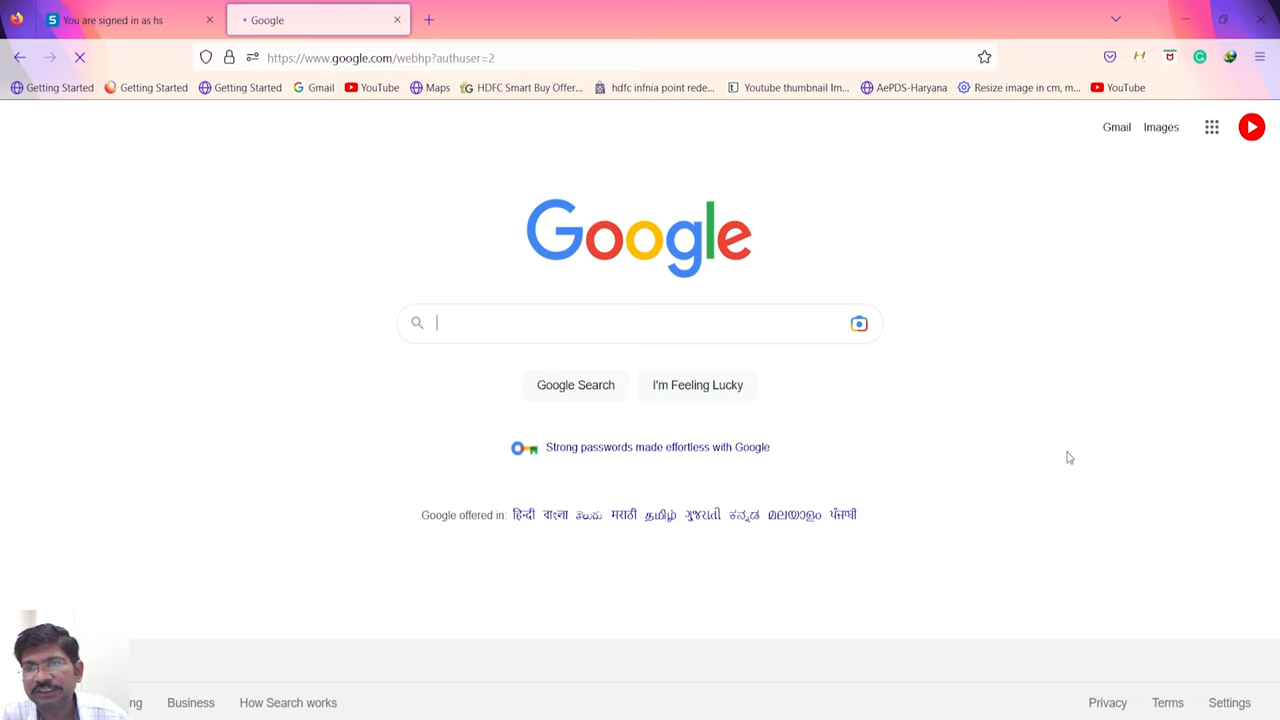 You are signed in as hs
Google
https://www.google.com/webhp?authuser=2
Getting Started Getting Started Getting Started Gmail YouTube Maps HDFC Smart Buy Offer... hdfc infnia point rede... Youtube thumbnail Im... AePDS-Haryana Resize image in cm, m... YouTube
Gmail Images
Google
Google Search I'm Feeling Lucky
Strong passwords made effortless with Google
Google offered in: हिन्दी বাংলা తెలుగు मराठी தமிழ் ગુજરાતી ಕನ್ನಡ മലയാളം ਪੰਜਾਬੀ
ng Business How Search works Privacy Terms Settings